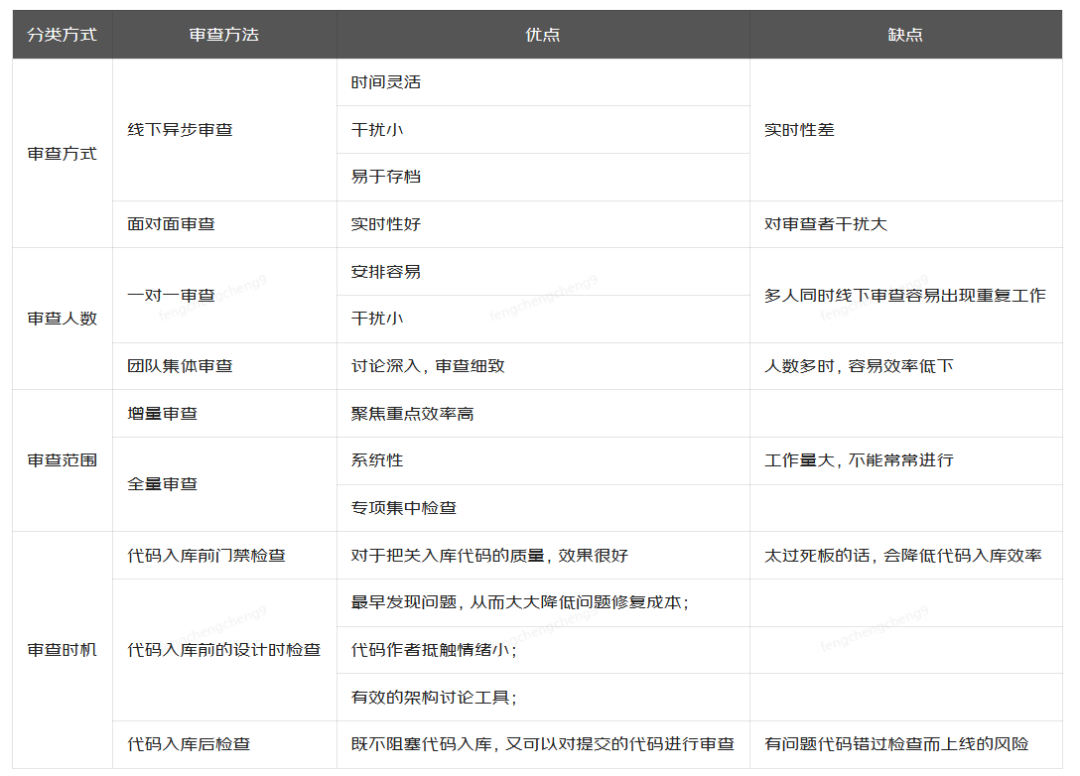 分类方式 审查方法 优点 缺点
时间灵活
线下异步审查 干扰小 实时性差
审查方式
易于存档
面对面审查 实时性好 对审查者干扰大
安排容易
一对一审查 多人同时线下审查容易出现重复工作
审查人数 干扰小
团队集体审查 讨论深入，审查细致 人数多时，容易效率低下
增量审查 聚焦重点效率高
审查范围 系统性 工作量大，不能常常进行
全量审查
专项集中检查
代码入库前门禁检查 对于把关入库代码的质量，效果很好 太过死板的话，会降低代码入库效率
最早发现问题，从而大大降低问题修复成本；
审查时机 代码入库前的设计时检查 代码作者抵触情绪小；
有效的架构讨论工具；
代码入库后检查 既不阻塞代码入库，又可以对提交的代码进行审查 有问题代码错过检查而上线的风险
fengchengcheng9
fengchengcheng9